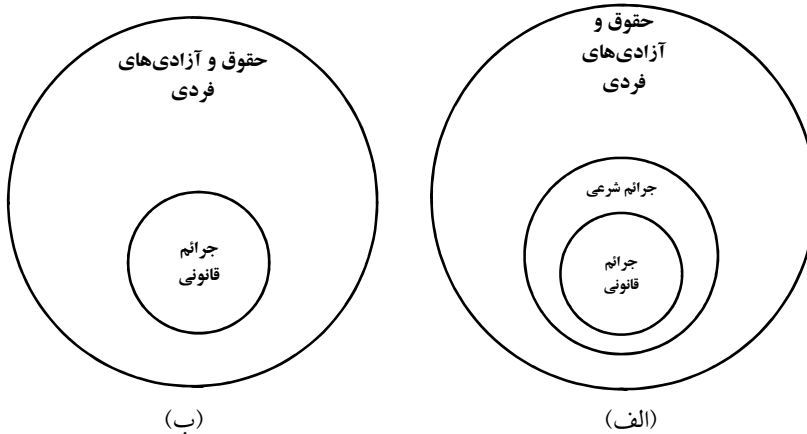 حقوق و
آزادی‌های
فردی
جرائم شرعی
جرائم
قانونی
(الف)
حقوق و آزادی‌های
فردی
جرائم
قانونی
(ب)